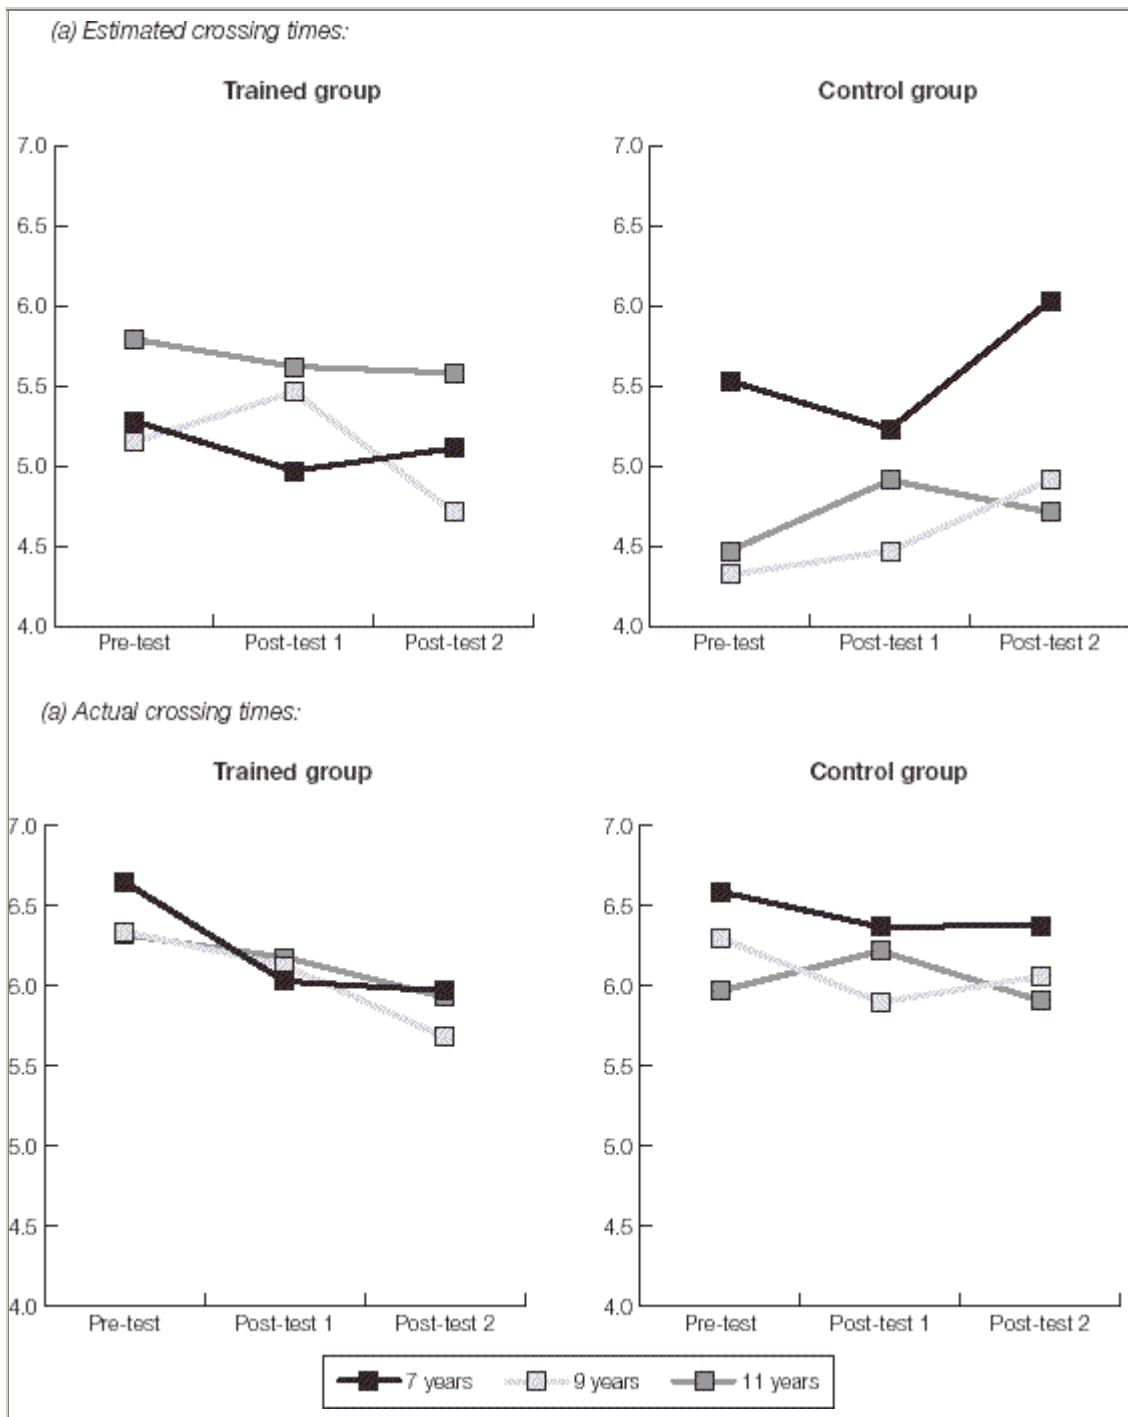 (a) Estimated crossing times:
Trained group
Control group
7.0
6.5
6.0
5.5
5.0
4.5
4.0
Pre-test Post-test 1 Post-test 2
7.0
6.5
6.0
5.5
5.0
4.5
4.0
Pre-test Post-test 1 Post-test 2
(a) Actual crossing times:
Trained group
Control group
7.0
6.5
6.0
5.5
5.0
4.5
4.0
Pre-test Post-test 1 Post-test 2
7.0
6.5
6.0
5.5
5.0
4.5
4.0
Pre-test Post-test 1 Post-test 2
7 years 9 years 11 years